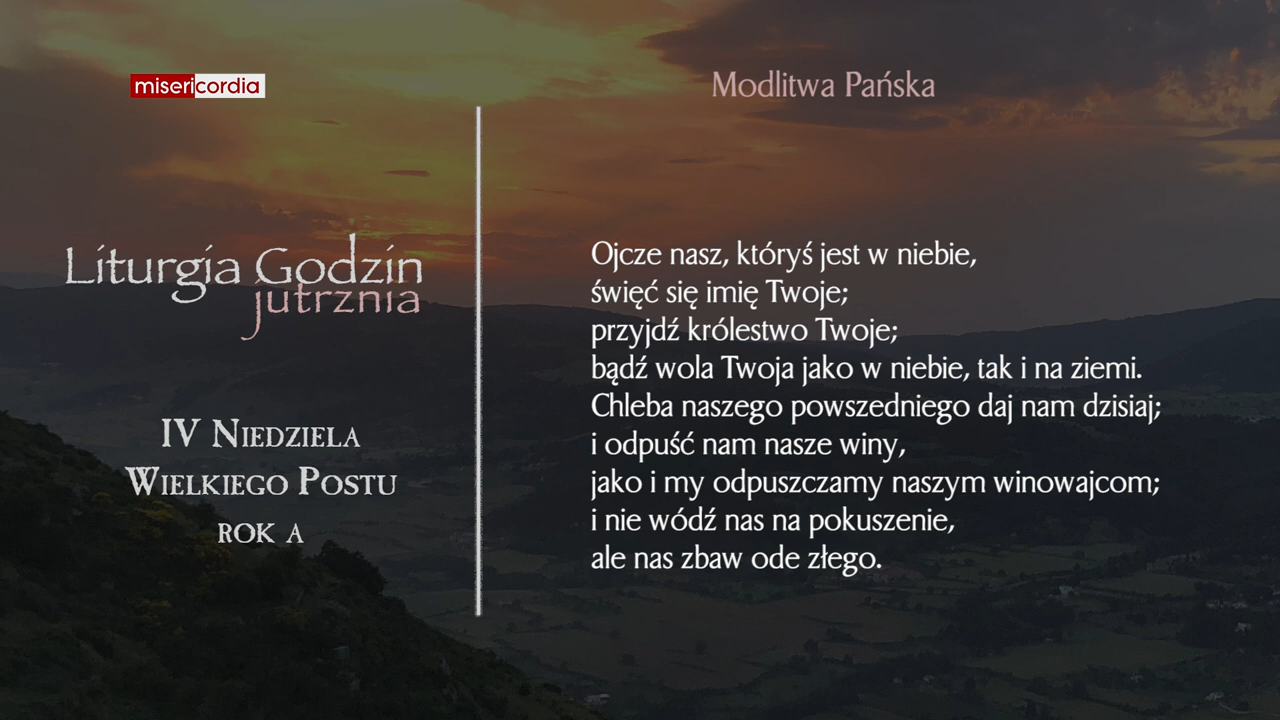 misericordia
Modlitwa Pańska
Liturgia Godzin
jutrznia
IV Niedziela
Wielkiego Postu
rok a
Ojcze nasz, któryś jest w niebie,
święć się imię Twoje;
przyjdź królestwo Twoje;
bądź wola Twoja jako w niebie, tak i na ziemi.
Chleba naszego powszedniego daj nam dzisiaj;
i odpuść nam nasze winy,
jako i my odpuszczamy naszym winowajcom;
i nie wódź nas na pokuszenie,
ale nas zbaw ode złego.